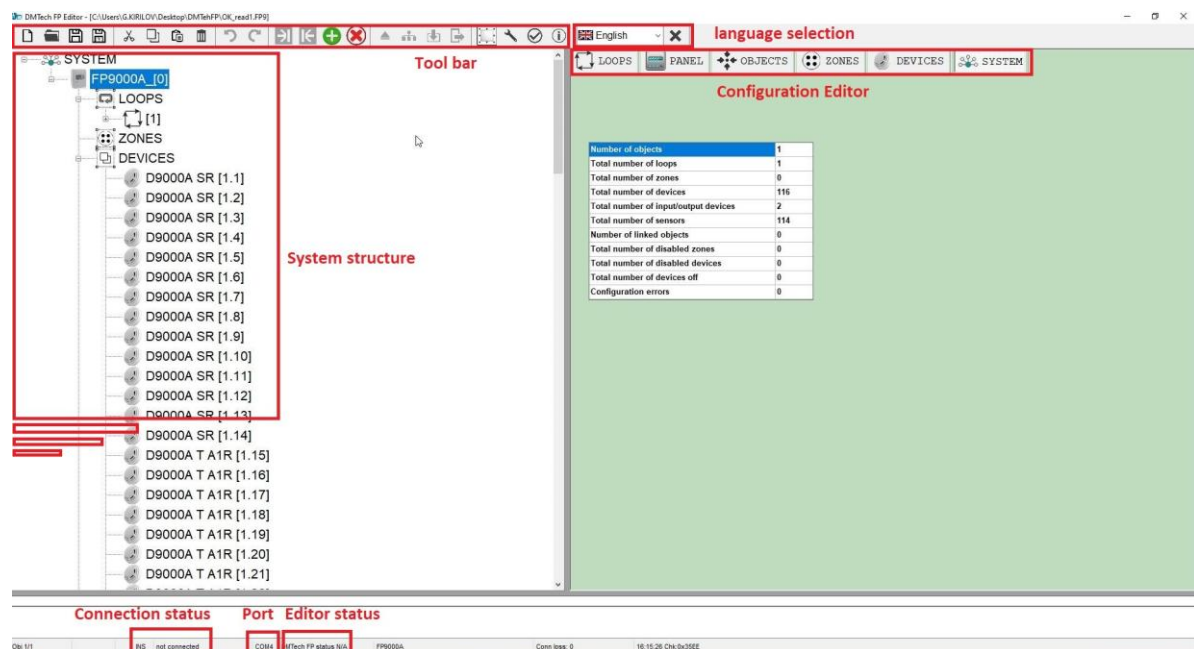 DMTech FP Editor - [C:\Users\G.KIRILOV\Desktop\DMTehFP\OK_read1.FP9]
English
language selection
Tool bar
LOOPS PANEL OBJECTS ZONES DEVICES SYSTEM
Configuration Editor
SYSTEM
FP9000A_[0]
LOOPS
[1]
ZONES
DEVICES
D9000A SR [1.1]
D9000A SR [1.2]
D9000A SR [1.3]
D9000A SR [1.4]
D9000A SR [1.5]
D9000A SR [1.6]
D9000A SR [1.7]
D9000A SR [1.8]
D9000A SR [1.9]
D9000A SR [1.10]
D9000A SR [1.11]
D9000A SR [1.12]
D9000A SR [1.13]
D9000A SR [1.14]
D9000A T A1R [1.15]
D9000A T A1R [1.16]
D9000A T A1R [1.17]
D9000A T A1R [1.18]
D9000A T A1R [1.19]
D9000A T A1R [1.20]
D9000A T A1R [1.21]
System structure
Number of objects 1
Total number of loops 1
Total number of zones 0
Total number of devices 116
Total number of input/output devices 2
Total number of sensors 114
Number of linked objects 0
Total number of disabled zones 0
Total number of disabled devices 0
Total number of devices off 0
Configuration errors 0
Connection status Port Editor status
Obj 1/1 INS not connected COM4 MTech FP status N/A FP9000A Conn loss: 0 16:15:26 Chk:0x35EE